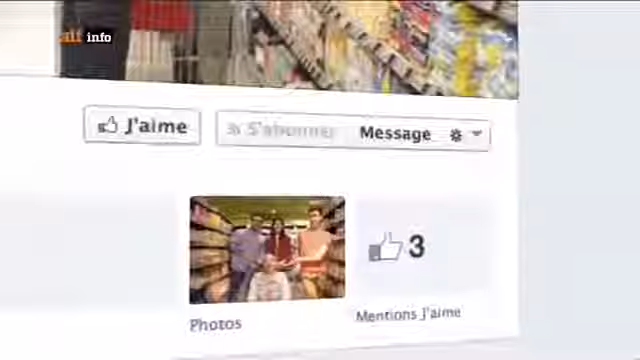 info
J'aime
S'abonner Message
3
Photos
Mentions J'aime